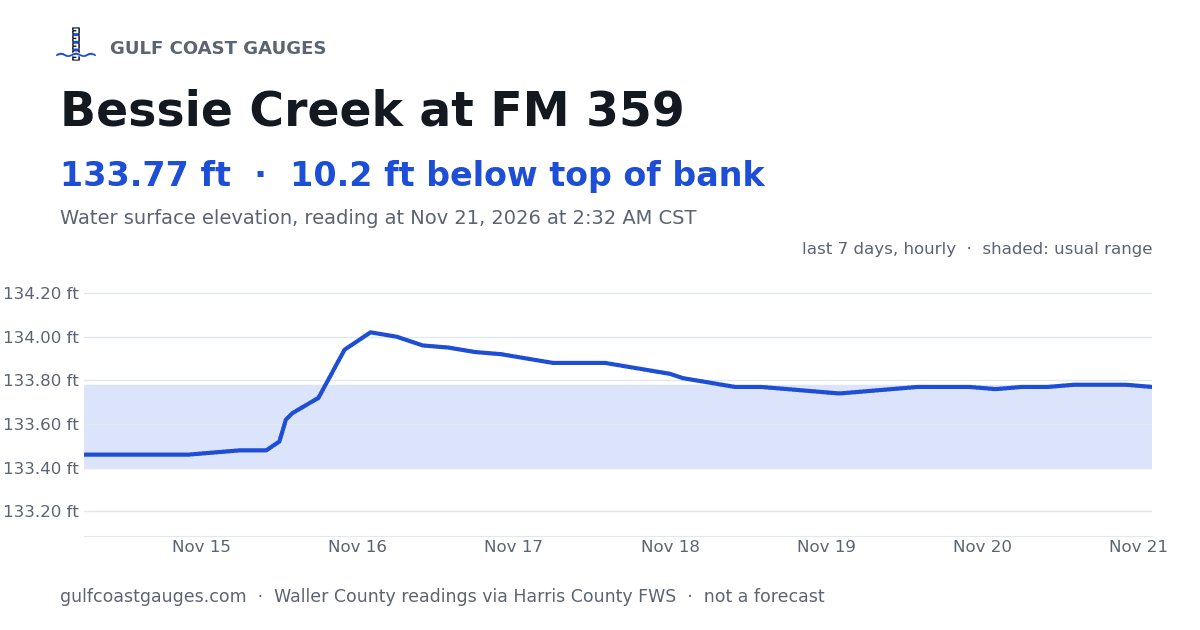 GULF COAST GAUGES
Bessie Creek at FM 359
133.77 ft · 10.2 ft below top of bank
Water surface elevation, reading at Nov 21, 2026 at 2:32 AM CST
last 7 days, hourly · shaded: usual range
134.20 ft
134.00 ft
133.80 ft
133.60 ft
133.40 ft
133.20 ft
Nov 15 Nov 16 Nov 17 Nov 18 Nov 19 Nov 20 Nov 21
gulfcoastgauges.com · Waller County readings via Harris County FWS · not a forecast